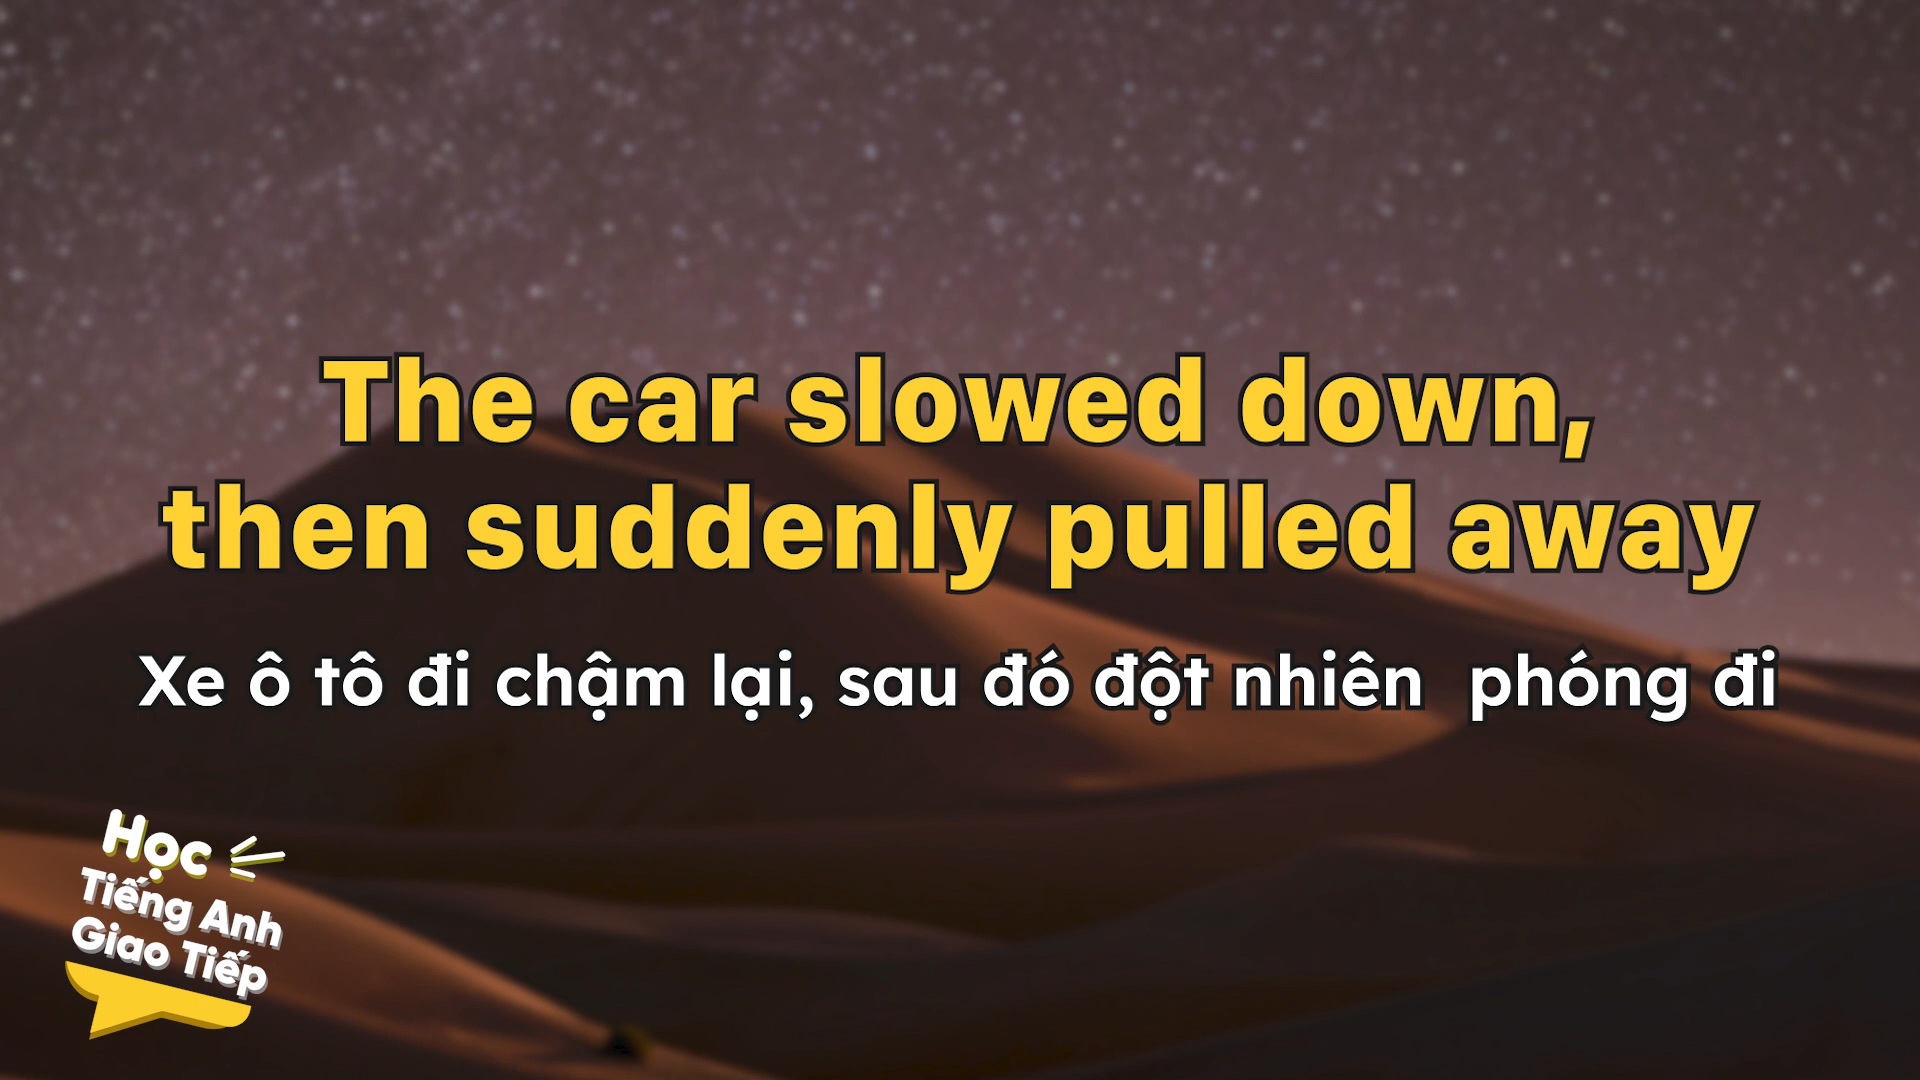 The car slowed down,
then suddenly pulled away
Xe ô tô đi chậm lại, sau đó đột nhiên  phóng đi
Học
Tiếng Anh
Giao Tiếp